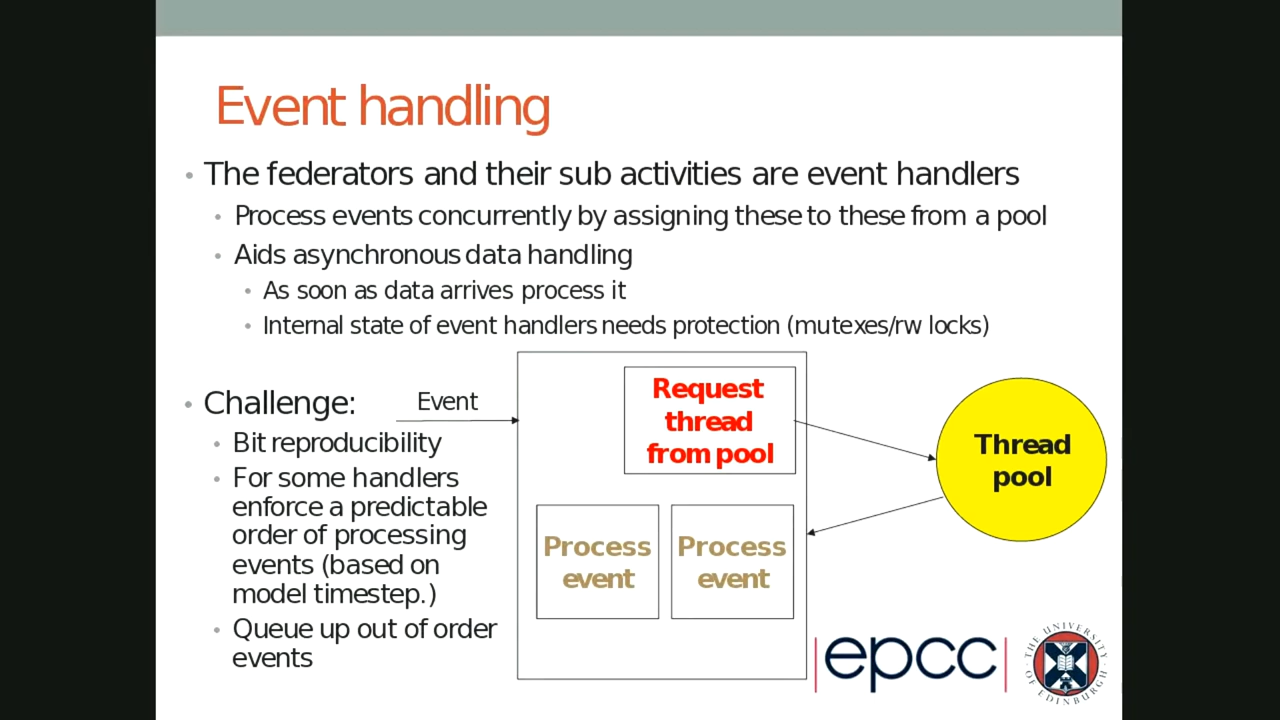 Event handling
The federators and their sub activities are event handlers
Process events concurrently by assigning these to these from a pool
Aids asynchronous data handling
As soon as data arrives process it
Internal state of event handlers needs protection (mutexes/rw locks)
Challenge:
Bit reproducibility
For some handlers
enforce a predictable
order of processing
events (based on
model timestep.)
Queue up out of order
events
Event
Request
thread
from pool
Thread
pool
Process
event
Process
event
epcc
THE UNIVERSITY
OF EDINBURGH